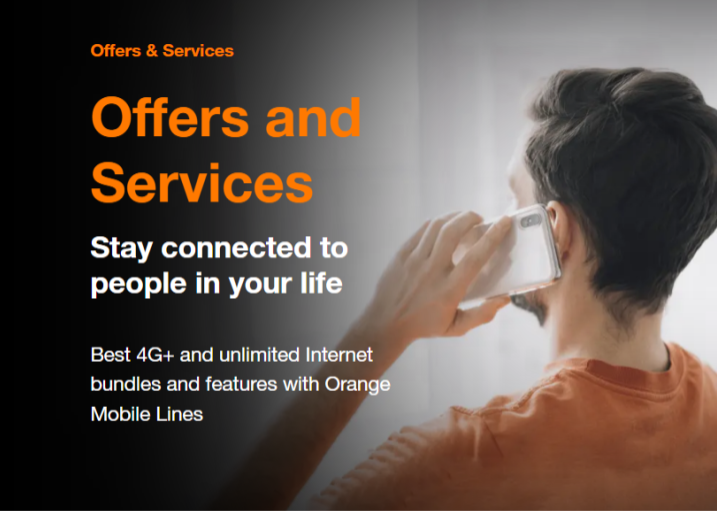 Offers & Services
Offers and
Services
Stay connected to
people in your life
Best 4G+ and unlimited Internet
bundles and features with Orange
Mobile Lines